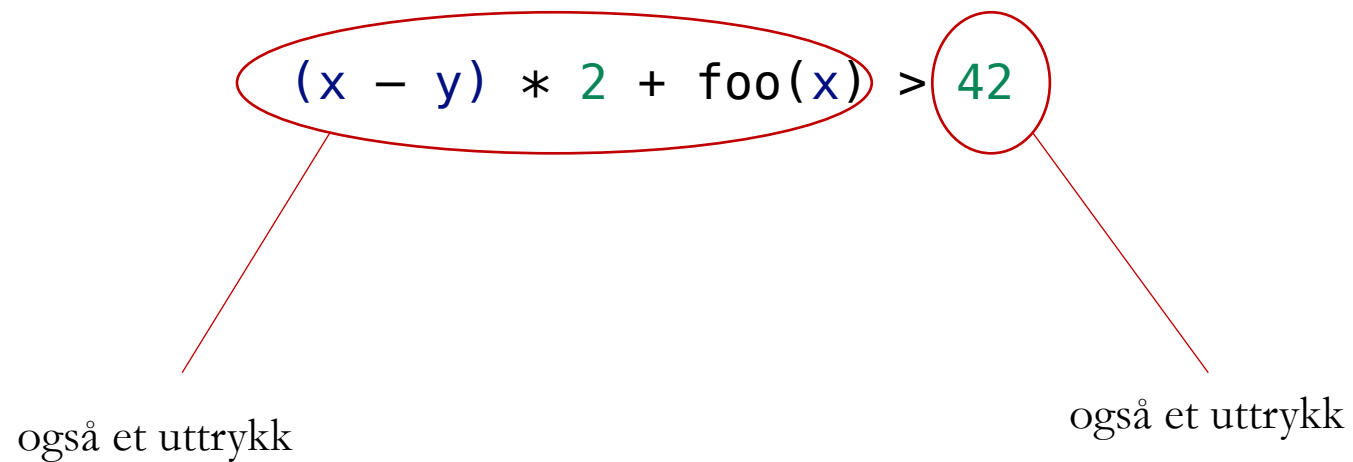 (x – y) * 2 + foo(x) > 42
også et uttrykk
også et uttrykk